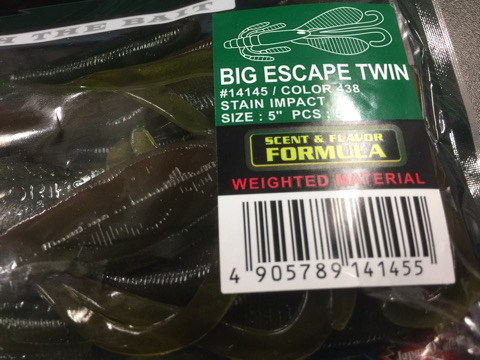 THE BAIT
BIG ESCAPE TWIN
#14145 / COLOR 438
STAIN IMPACT
SIZE : 5" PCS :
SCENT & FLAVOR
FORMULA
WEIGHTED MATERIAL
4 905789 141455